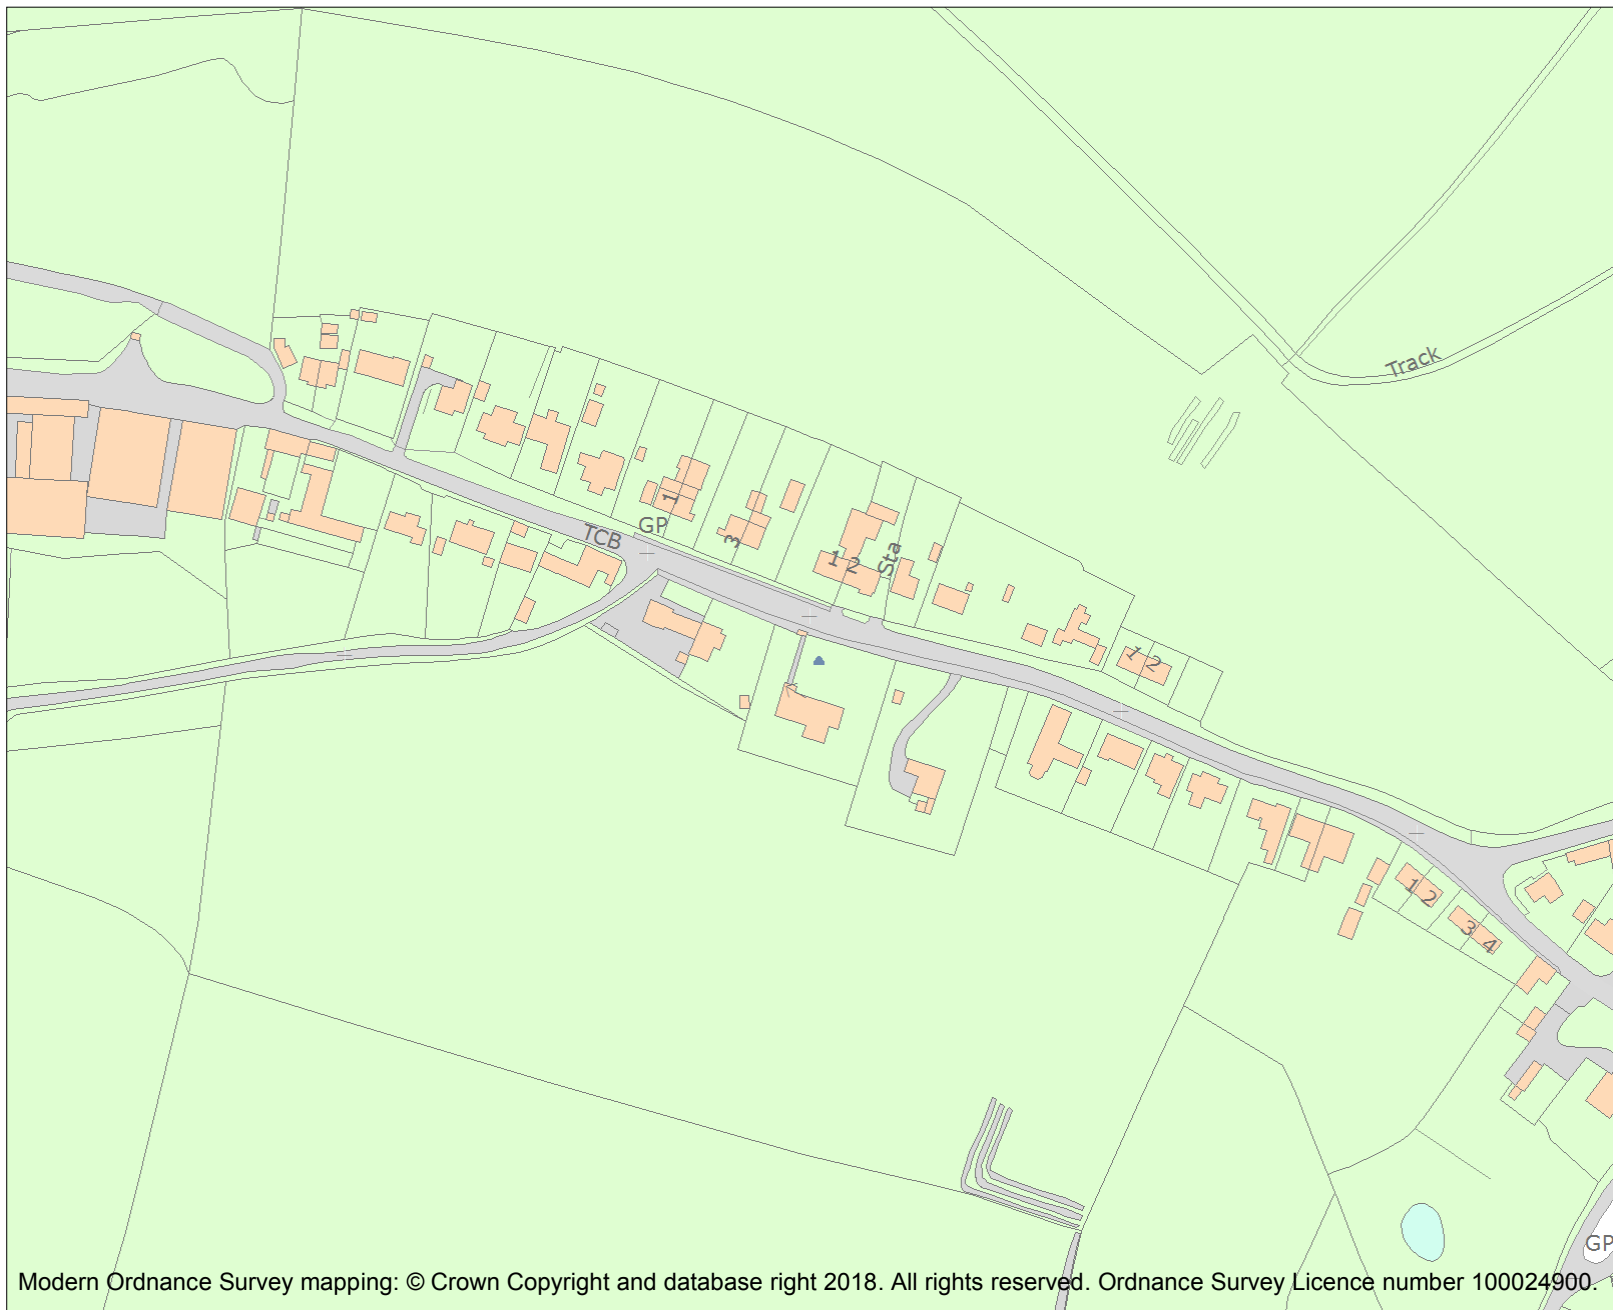 Track
1
GP
TCB
3
1 2
Sta
1 2
1 2
3 4
GP
Modern Ordnance Survey mapping: © Crown Copyright and database right 2018. All rights reserved. Ordnance Survey Licence number 100024900.